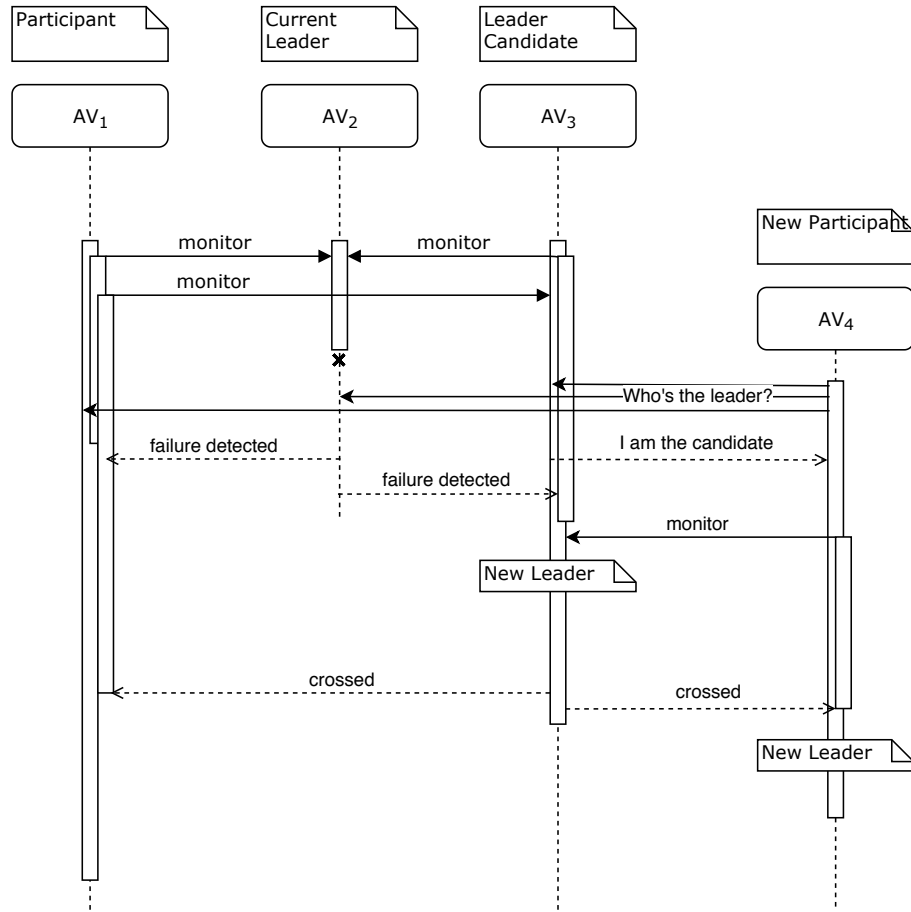 Participant
Current
Leader
Leader
Candidate
AV1
AV2
AV3
New Participant
monitor
monitor
monitor
AV4
Who's the leader?
failure detected
I am the candidate
failure detected
monitor
New Leader
crossed
crossed
New Leader